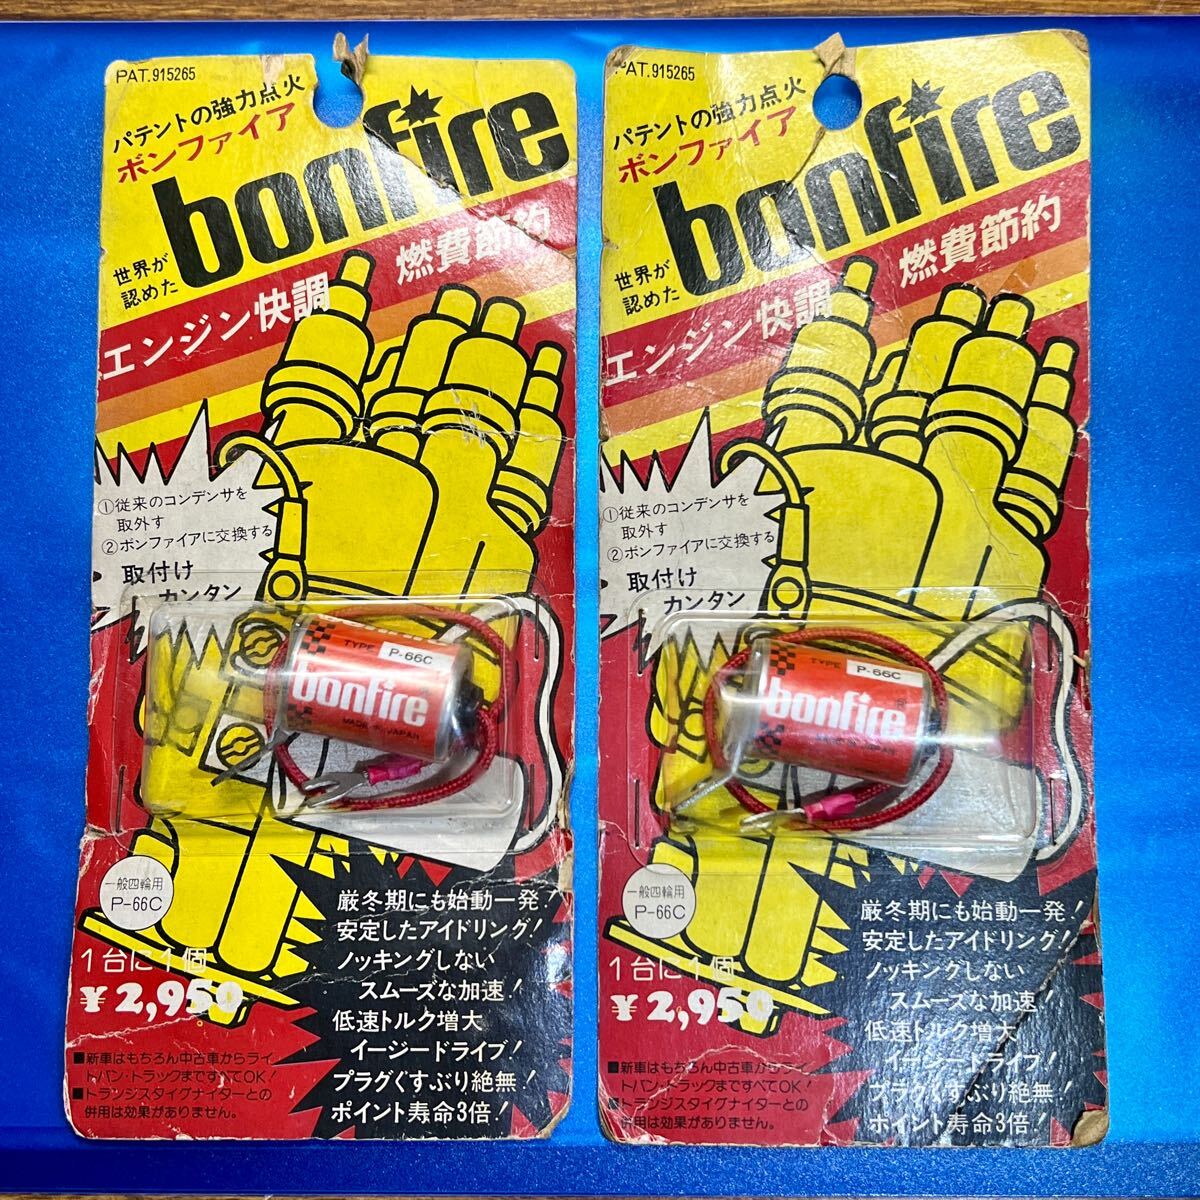 PAT.915265
パテントの強力点火
ボンファイア
bonfire
世界が
認めた
エンジン快調
燃費節約
①従来のコンデンサを
取外す
②ボンファイアに交換する
取付け
カンタン
TYPE P-66C
bonfire
MADE IN JAPAN
一般四輪用
P-66C
1台に1個
¥2,950
厳冬期にも始動一発!
安定したアイドリング!
ノッキングしない
スムーズな加速!
低速トルク増大
イージードライブ!
プラグくすぶり絶無!
ポイント寿命3倍!
■新車はもちろん中古車からライ
トバン・トラックまですべてOK!
■トランジスタイグナイターとの
併用は効果がありません。
PAT.915265
パテントの強力点火
ボンファイア
bonfire
世界が
認めた
エンジン快調
燃費節約
①従来のコンデンサを
取外す
②ボンファイアに交換する
取付け
カンタン
TYPE P-66C
bonfire
MADE IN JAPAN
一般四輪用
P-66C
1台に1個
¥2,950
厳冬期にも始動一発!
安定したアイドリング!
ノッキングしない
スムーズな加速!
低速トルク増大
イージードライブ!
プラグくすぶり絶無!
ポイント寿命3倍!
■新車はもちろん中古車からライ
トバン・トラックまですべてOK!
■トランジスタイグナイターとの
併用は効果がありません。